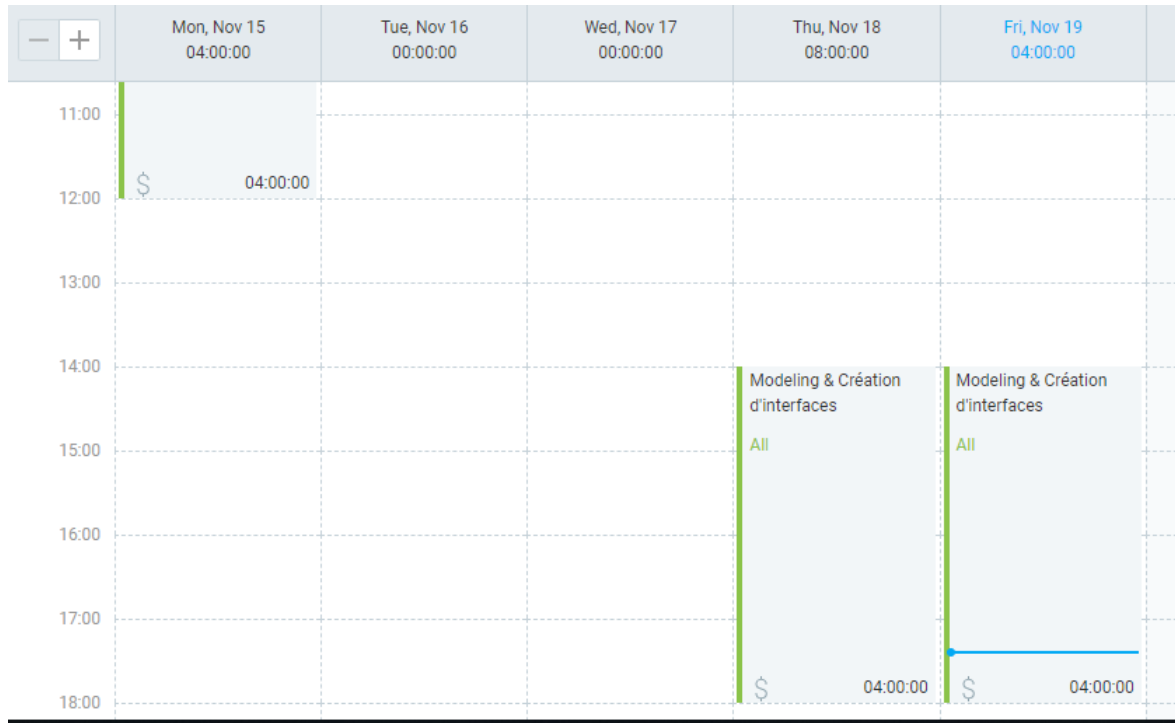 − +
Mon, Nov 15
04:00:00
Tue, Nov 16
00:00:00
Wed, Nov 17
00:00:00
Thu, Nov 18
08:00:00
Fri, Nov 19
04:00:00
11:00
$ 04:00:00
12:00
13:00
14:00
Modeling & Création
d'interfaces
All
Modeling & Création
d'interfaces
All
15:00
16:00
17:00
$ 04:00:00
$ 04:00:00
18:00